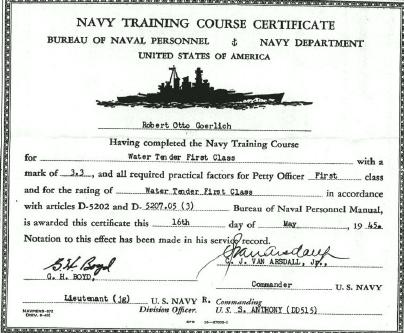 NAVY TRAINING COURSE CERTIFICATE
BUREAU OF NAVAL PERSONNEL ⚓ NAVY DEPARTMENT
UNITED STATES OF AMERICA
Robert Otto Goerlich
Having completed the Navy Training Course
for Water Tender First Class with a
mark of 3.3, and all required practical factors for Petty Officer First class
and for the rating of Water Tender First Class in accordance
with articles D-5202 and D-5207.05 (3) Bureau of Naval Personnel Manual,
is awarded this certificate this 16th day of May, 1945.
Notation to this effect has been made in his service record.
G H Boyd
G. H. BOYD,
C. J. VAN ARSDALL, Jr.,
Commander U. S. NAVY
Lieutenant (jg) U. S. NAVY R. Commanding
Division Officer. U. S. S. ANTHONY (DD515)